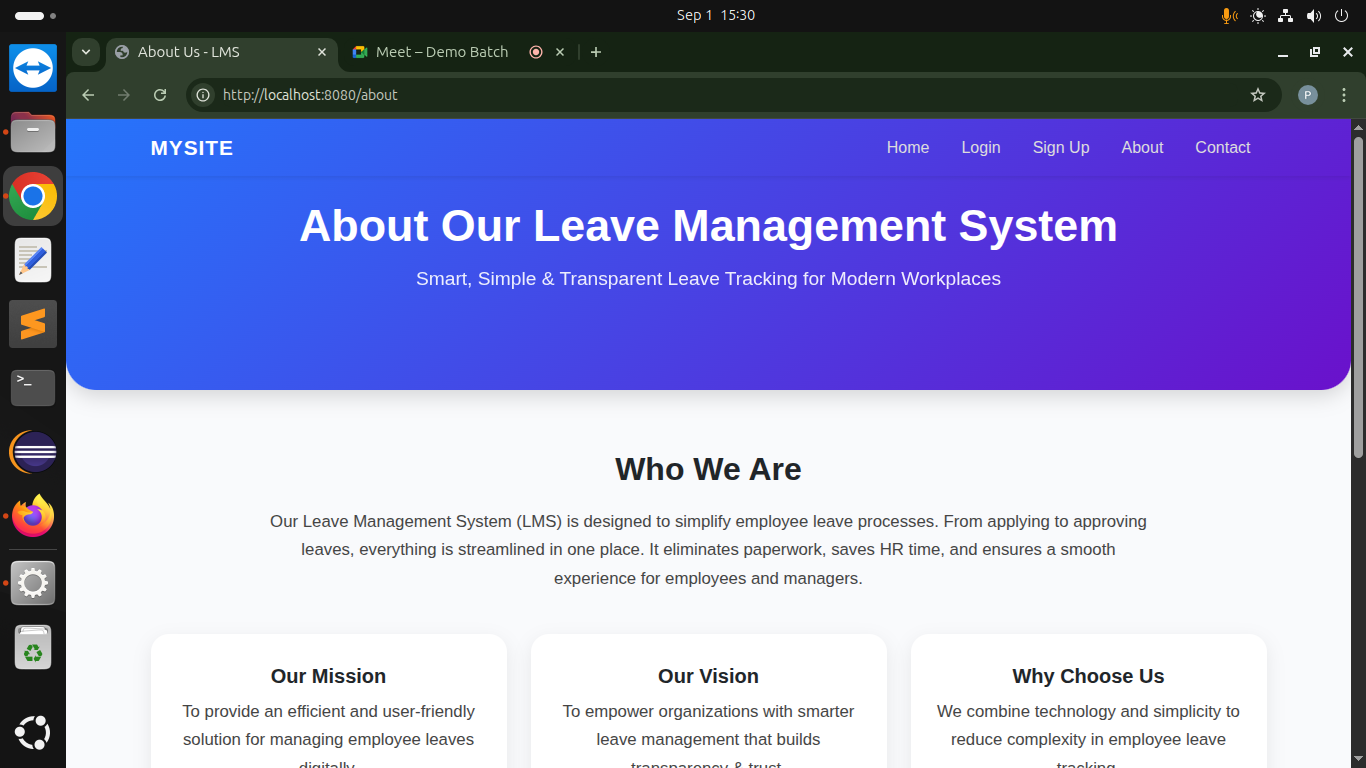 Sep 1 15:30
About Us - LMS
Meet – Demo Batch
http://localhost:8080/about
P
MYSITE
Home
Login
Sign Up
About
Contact
About Our Leave Management System
Smart, Simple & Transparent Leave Tracking for Modern Workplaces
Who We Are
Our Leave Management System (LMS) is designed to simplify employee leave processes. From applying to approving
leaves, everything is streamlined in one place. It eliminates paperwork, saves HR time, and ensures a smooth
experience for employees and managers.
Our Mission
To provide an efficient and user-friendly
solution for managing employee leaves
digitally.
Our Vision
To empower organizations with smarter
leave management that builds
transparency & trust.
Why Choose Us
We combine technology and simplicity to
reduce complexity in employee leave
tracking.